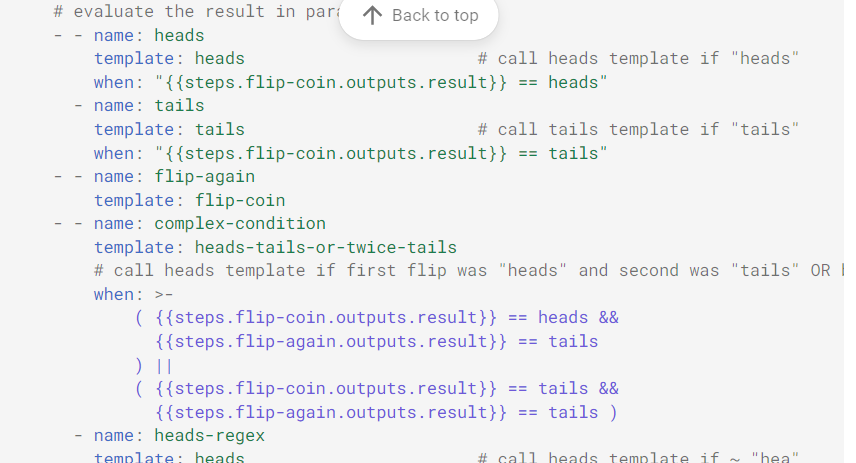 # evaluate the result in
Back to top
- - name: heads
template: heads # call heads template if "heads"
when: "{{steps.flip-coin.outputs.result}} == heads"
- name: tails
template: tails # call tails template if "tails"
when: "{{steps.flip-coin.outputs.result}} == tails"
- - name: flip-again
template: flip-coin
- - name: complex-condition
template: heads-tails-or-twice-tails
# call heads template if first flip was "heads" and second was "tails" OR
when: >-
( {{steps.flip-coin.outputs.result}} == heads &&
{{steps.flip-again.outputs.result}} == tails
) ||
( {{steps.flip-coin.outputs.result}} == tails &&
{{steps.flip-again.outputs.result}} == tails )
- name: heads-regex
template: heads # call heads template if ~ "hea"